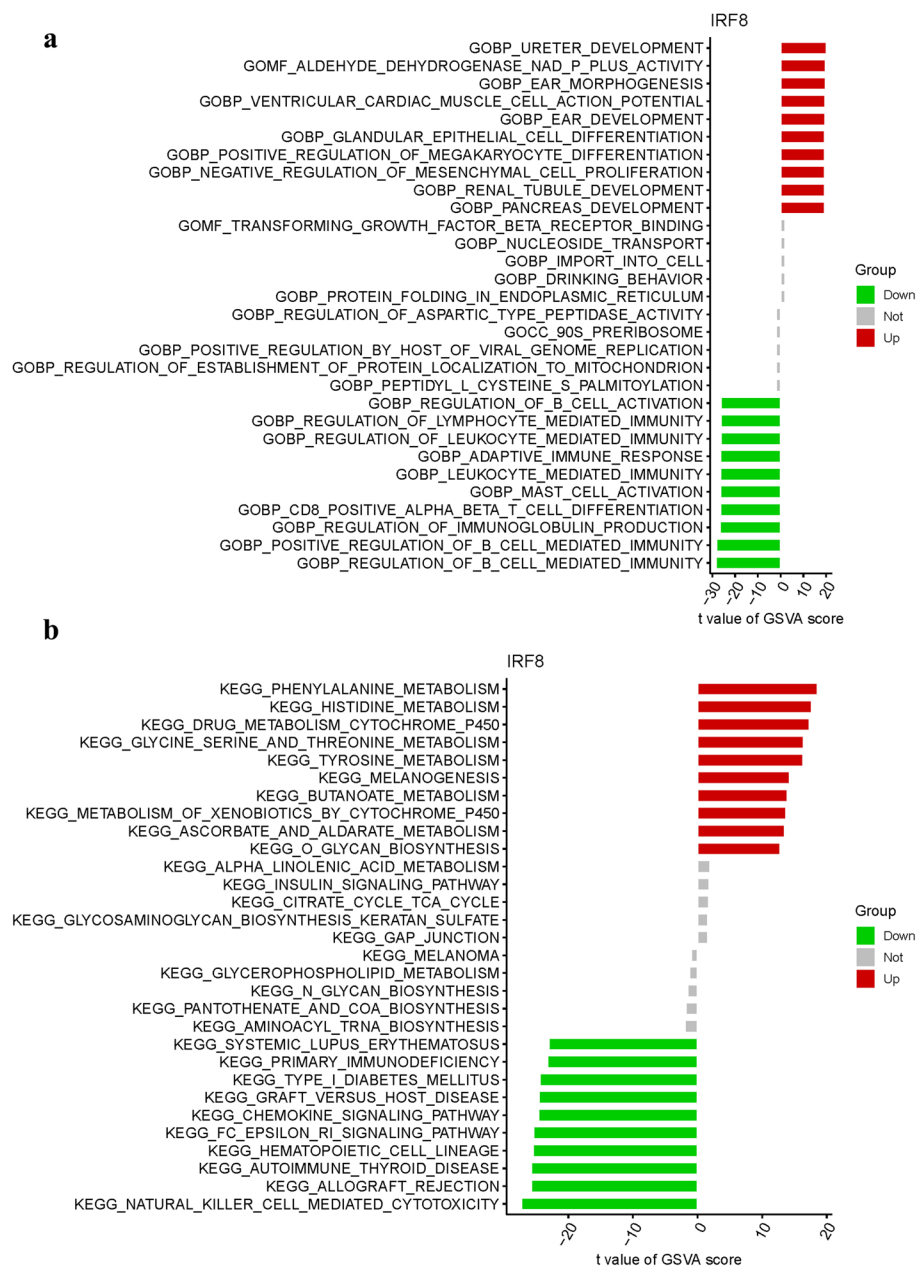 a
IRF8
GOBP_URETER_DEVELOPMENT
GOMF_ALDEHYDE_DEHYDROGENASE_NAD_P_PLUS_ACTIVITY
GOBP_EAR_MORPHOGENESIS
GOBP_VENTRICULAR_CARDIAC_MUSCLE_CELL_ACTION_POTENTIAL
GOBP_EAR_DEVELOPMENT
GOBP_GLANDULAR_EPITHELIAL_CELL_DIFFERENTIATION
GOBP_POSITIVE_REGULATION_OF_MEGAKARYOCYTE_DIFFERENTIATION
GOBP_NEGATIVE_REGULATION_OF_MESENCHYMAL_CELL_PROLIFERATION
GOBP_RENAL_TUBULE_DEVELOPMENT
GOBP_PANCREAS_DEVELOPMENT
GOMF_TRANSFORMING_GROWTH_FACTOR_BETA_RECEPTOR_BINDING
GOBP_NUCLEOSIDE_TRANSPORT
GOBP_IMPORT_INTO_CELL
GOBP_DRINKING_BEHAVIOR
GOBP_PROTEIN_FOLDING_IN_ENDOPLASMIC_RETICULUM
GOBP_REGULATION_OF_ASPARTIC_TYPE_PEPTIDASE_ACTIVITY
GOCC_90S_PRERIBOSOME
GOBP_POSITIVE_REGULATION_BY_HOST_OF_VIRAL_GENOME_REPLICATION
GOBP_REGULATION_OF_ESTABLISHMENT_OF_PROTEIN_LOCALIZATION_TO_MITOCHONDRION
GOBP_PEPTIDYL_L_CYSTEINE_S_PALMITOYLATION
GOBP_REGULATION_OF_B_CELL_ACTIVATION
GOBP_REGULATION_OF_LYMPHOCYTE_MEDIATED_IMMUNITY
GOBP_REGULATION_OF_LEUKOCYTE_MEDIATED_IMMUNITY
GOBP_ADAPTIVE_IMMUNE_RESPONSE
GOBP_LEUKOCYTE_MEDIATED_IMMUNITY
GOBP_MAST_CELL_ACTIVATION
GOBP_CD8_POSITIVE_ALPHA_BETA_T_CELL_DIFFERENTIATION
GOBP_REGULATION_OF_IMMUNOGLOBULIN_PRODUCTION
GOBP_POSITIVE_REGULATION_OF_B_CELL_MEDIATED_IMMUNITY
GOBP_REGULATION_OF_B_CELL_MEDIATED_IMMUNITY
-30 -20 -10 0 10 20
t value of GSVA score
Group
Down
Not
Up
b
IRF8
KEGG_PHENYLALANINE_METABOLISM
KEGG_HISTIDINE_METABOLISM
KEGG_DRUG_METABOLISM_CYTOCHROME_P450
KEGG_GLYCINE_SERINE_AND_THREONINE_METABOLISM
KEGG_TYROSINE_METABOLISM
KEGG_MELANOGENESIS
KEGG_BUTANOATE_METABOLISM
KEGG_METABOLISM_OF_XENOBIOTICS_BY_CYTOCHROME_P450
KEGG_ASCORBATE_AND_ALDARATE_METABOLISM
KEGG_O_GLYCAN_BIOSYNTHESIS
KEGG_ALPHA_LINOLENIC_ACID_METABOLISM
KEGG_INSULIN_SIGNALING_PATHWAY
KEGG_CITRATE_CYCLE_TCA_CYCLE
KEGG_GLYCOSAMINOGLYCAN_BIOSYNTHESIS_KERATAN_SULFATE
KEGG_GAP_JUNCTION
KEGG_MELANOMA
KEGG_GLYCEROPHOSPHOLIPID_METABOLISM
KEGG_N_GLYCAN_BIOSYNTHESIS
KEGG_PANTOTHENATE_AND_COA_BIOSYNTHESIS
KEGG_AMINOACYL_TRNA_BIOSYNTHESIS
KEGG_SYSTEMIC_LUPUS_ERYTHEMATOSUS
KEGG_PRIMARY_IMMUNODEFICIENCY
KEGG_TYPE_I_DIABETES_MELLITUS
KEGG_GRAFT_VERSUS_HOST_DISEASE
KEGG_CHEMOKINE_SIGNALING_PATHWAY
KEGG_FC_EPSILON_RI_SIGNALING_PATHWAY
KEGG_HEMATOPOIETIC_CELL_LINEAGE
KEGG_AUTOIMMUNE_THYROID_DISEASE
KEGG_ALLOGRAFT_REJECTION
KEGG_NATURAL_KILLER_CELL_MEDIATED_CYTOTOXICITY
-20 -10 0 10 20
t value of GSVA score
Group
Down
Not
Up